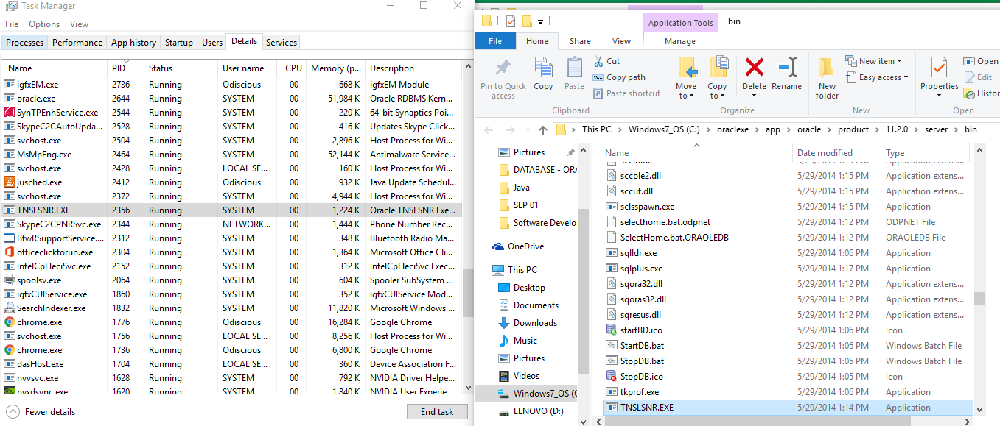 Task Manager
File Options View
Processes Performance App history Startup Users Details Services
Name PID Status User name CPU Memory (p... Description
igfxEM.exe 2736 Running Odiscious 00 668 K igfxEM Module
oracle.exe 2644 Running SYSTEM 00 51,984 K Oracle RDBMS Kern...
SynTPEnhService.exe 2544 Running SYSTEM 00 220 K 64-bit Synaptics Poi...
SkypeC2CAutoUpda... 2528 Running SYSTEM 00 416 K Updates Skype Click...
svchost.exe 2504 Running SYSTEM 00 2,896 K Host Process for Wi...
MsMpEng.exe 2464 Running SYSTEM 00 52,144 K Antimalware Service...
svchost.exe 2428 Running LOCAL SE... 00 160 K Host Process for Wi...
jusched.exe 2412 Running Odiscious 00 932 K Java Update Schedul...
svchost.exe 2372 Running SYSTEM 00 4,944 K Host Process for Wi...
TNSLSNR.EXE 2356 Running SYSTEM 00 1,224 K Oracle TNSLSNR Exe...
SkypeC2CPNRSvc.exe 2344 Running NETWORK... 00 1,444 K Phone Number Rec...
BtwRSupportService.... 2312 Running SYSTEM 00 348 K Bluetooth Radio Ma...
officeclicktorun.exe 2304 Running SYSTEM 00 1,364 K Microsoft Office Cli...
IntelCpHeciSvc.exe 2152 Running SYSTEM 00 312 K IntelCpHeciSvc Exec...
spoolsv.exe 2064 Running SYSTEM 00 604 K Spooler SubSystem ...
igfxCUIService.exe 1860 Running SYSTEM 00 352 K igfxCUIService Mod...
SearchIndexer.exe 1832 Running SYSTEM 00 11,820 K Microsoft Windows ...
chrome.exe 1776 Running Odiscious 00 16,284 K Google Chrome
svchost.exe 1756 Running LOCAL SE... 00 8,256 K Host Process for Wi...
chrome.exe 1736 Running Odiscious 00 6,800 K Google Chrome
dasHost.exe 1704 Running LOCAL SE... 00 360 K Device Association F...
nvvsvc.exe 1628 Running SYSTEM 00 792 K NVIDIA Driver Helpe...
nvxdsync.exe 1620 Running SYSTEM 00 1,840 K NVIDIA User Experie...
Fewer details
End task
Application Tools
bin
File Home Share View Manage
Pin to Quick access
Copy
Paste
Cut
Copy path
Paste shortcut
Clipboard
Move to
Copy to
Delete
Rename
Organize
New folder
New item
Easy access
New
Properties
Open
Edit
Histor
Open
This PC > Windows7_OS (C:) > oraclexe > app > oracle > product > 11.2.0 > server > bin
Pictures
DATABASE - ORA
Java
SLP 01
Software Develo
OneDrive
This PC
Desktop
Documents
Downloads
Music
Pictures
Videos
Windows7_OS (C
LENOVO (D:)
Name Date modified Type
sccole2.dll 5/29/2014 1:15 PM Application extens...
sccut.dll 5/29/2014 1:15 PM Application extens...
sclsspawn.exe 5/29/2014 1:15 PM Application
selecthome.bat.odpnet 5/29/2014 1:12 PM ODPNET File
SelectHome.bat.ORAOLEDB 5/29/2014 1:12 PM ORAOLEDB File
sqlldr.exe 5/29/2014 1:06 PM Application
sqlplus.exe 5/29/2014 1:17 PM Application
sqora32.dll 5/29/2014 1:12 PM Application extens...
sqoras32.dll 5/29/2014 1:12 PM Application extens...
sqresus.dll 5/29/2014 1:12 PM Application extens...
startBD.ico 5/29/2014 1:06 PM Icon
StartDB.bat 5/29/2014 1:06 PM Windows Batch File
StopDB.bat 5/29/2014 1:05 PM Windows Batch File
StopDB.ico 5/29/2014 1:05 PM Icon
tkprof.exe 5/29/2014 1:06 PM Application
TNSLSNR.EXE 5/29/2014 1:14 PM Application